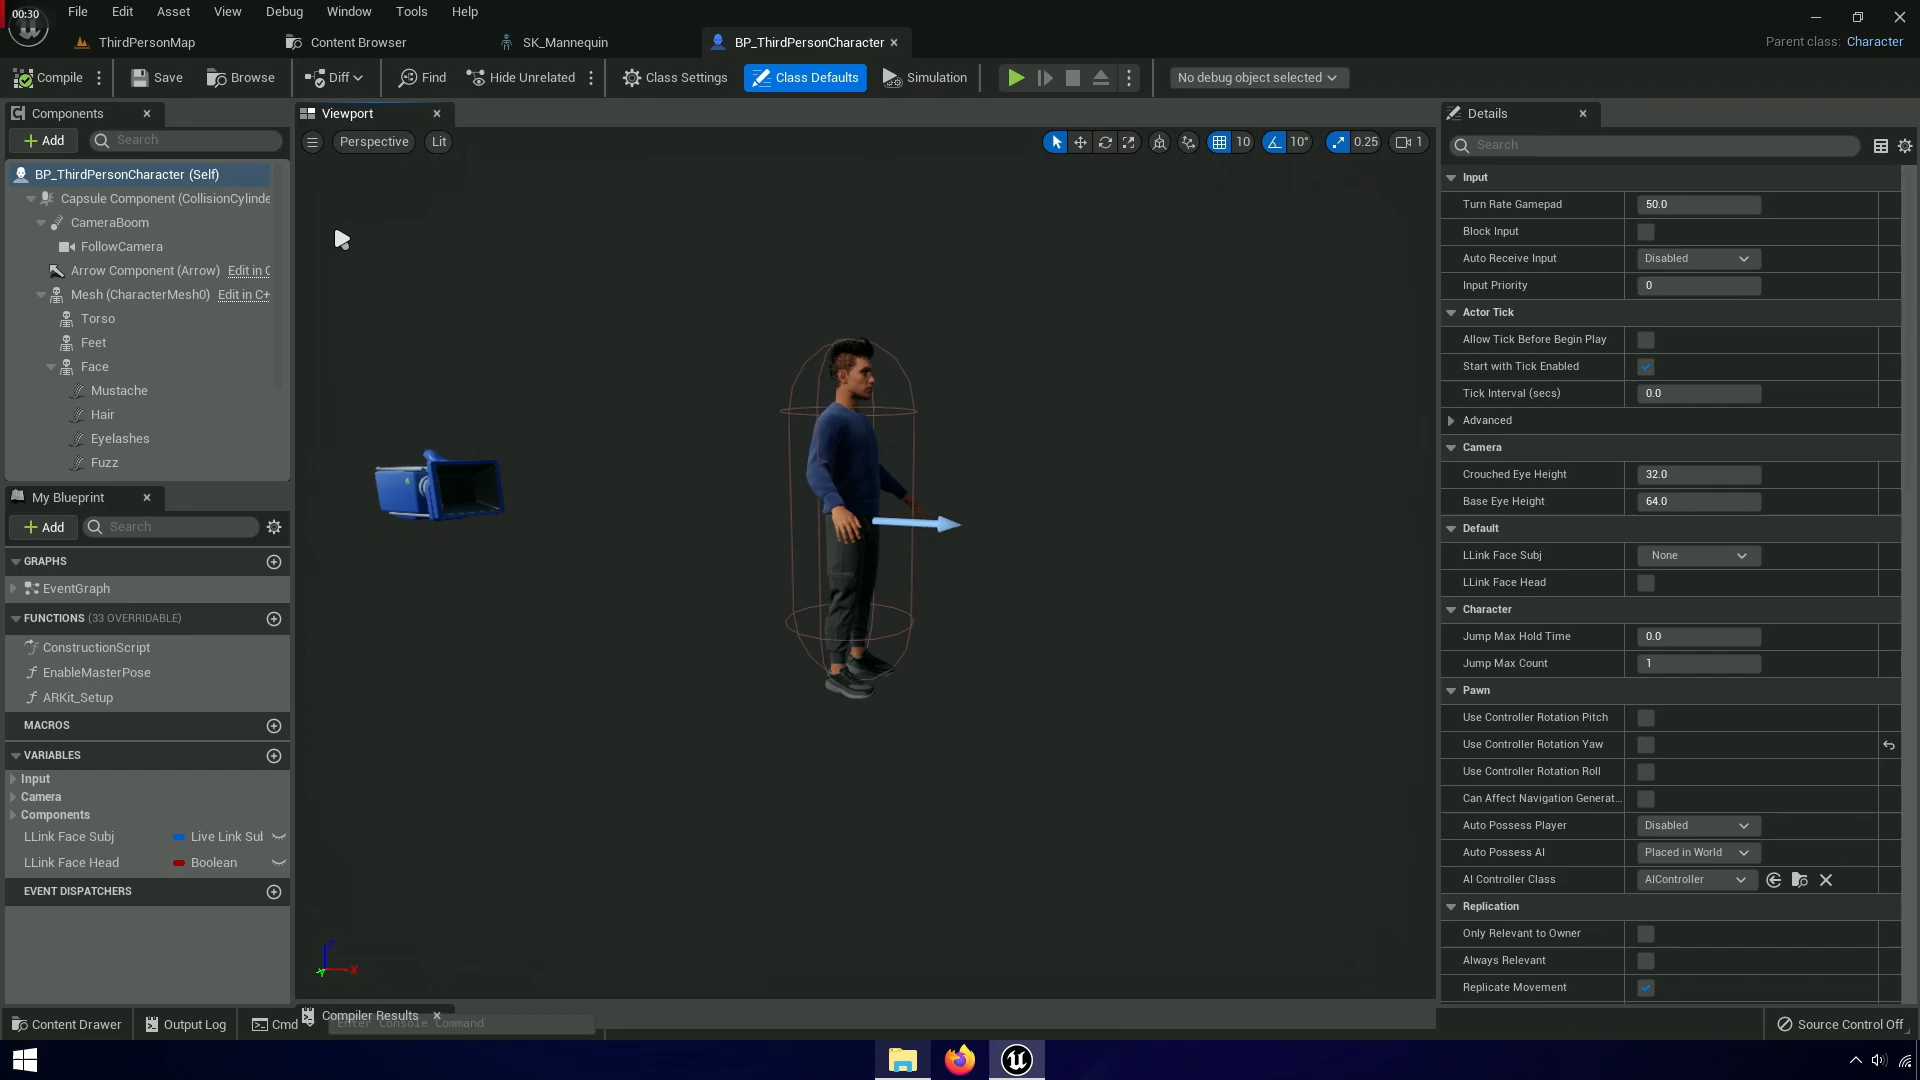 00:30
File Edit Asset View Debug Window Tools Help
ThirdPersonMap Content Browser SK_Mannequin BP_ThirdPersonCharacter
Parent class: Character
Compile Save Browse Diff Find Hide Unrelated Class Settings Class Defaults Simulation No debug object selected
Components
Add Search
BP_ThirdPersonCharacter (Self)
Capsule Component (CollisionCylinde
CameraBoom
FollowCamera
Arrow Component (Arrow) Edit in C
Mesh (CharacterMesh0) Edit in C+
Torso
Feet
Face
Mustache
Hair
Eyelashes
Fuzz
My Blueprint
Add Search
GRAPHS
EventGraph
FUNCTIONS (33 OVERRIDABLE)
ConstructionScript
EnableMasterPose
ARKit_Setup
MACROS
VARIABLES
Input
Camera
Components
LLink Face Subj Live Link Sul
LLink Face Head Boolean
EVENT DISPATCHERS
Viewport
Perspective Lit 10 10° 0.25 1
Z
X
Y
Details
Search
Input
Turn Rate Gamepad 50.0
Block Input
Auto Receive Input Disabled
Input Priority 0
Actor Tick
Allow Tick Before Begin Play
Start with Tick Enabled
Tick Interval (secs) 0.0
Advanced
Camera
Crouched Eye Height 32.0
Base Eye Height 64.0
Default
LLink Face Subj None
LLink Face Head
Character
Jump Max Hold Time 0.0
Jump Max Count 1
Pawn
Use Controller Rotation Pitch
Use Controller Rotation Yaw
Use Controller Rotation Roll
Can Affect Navigation Generat...
Auto Possess Player Disabled
Auto Possess AI Placed in World
AI Controller Class AIController
Replication
Only Relevant to Owner
Always Relevant
Replicate Movement
Compiler Results
Content Drawer Output Log Cmd Enter Console Command Source Control Off